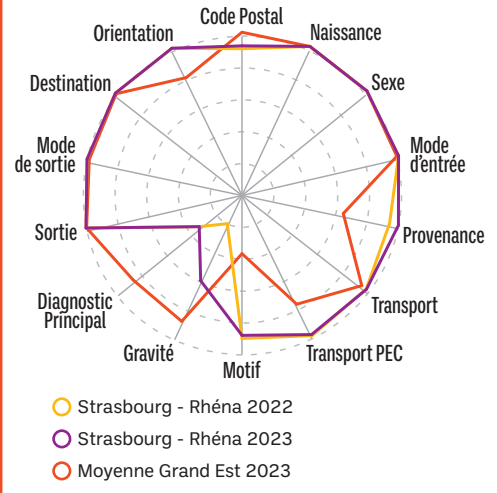 Code Postal
Naissance
Sexe
Mode
d'entrée
Provenance
Transport
Transport PEC
Motif
Gravité
Diagnostic
Principal
Sortie
Mode
de sortie
Destination
Orientation
Strasbourg - Rhéna 2022
Strasbourg - Rhéna 2023
Moyenne Grand Est 2023